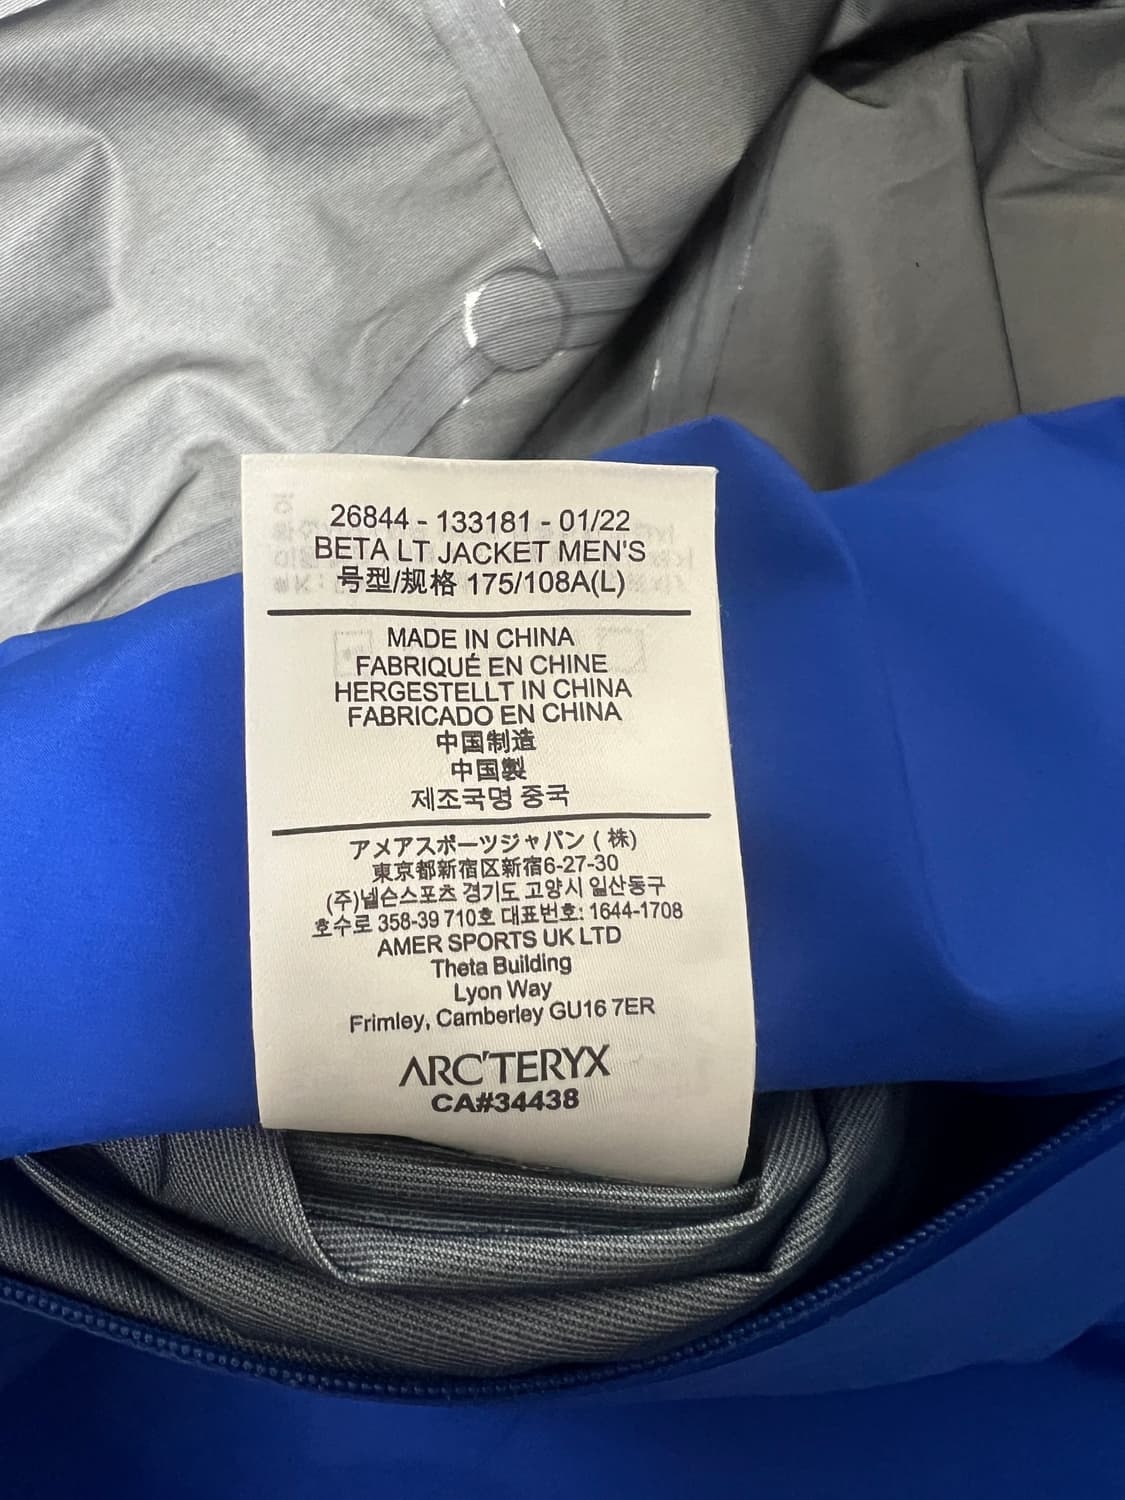 26844 - 133181 - 01/22
BETA LT JACKET MEN'S
号型/规格 175/108A(L)
MADE IN CHINA
FABRIQUÉ EN CHINE
HERGESTELLT IN CHINA
FABRICADO EN CHINA
中国制造
中国製
제조국명 중국
アメアスポーツジャパン ( 株)
東京都新宿区新宿6-27-30
(주)넬슨스포츠 경기도 고양시 일산동구
호수로 358-39 710호 대표번호: 1644-1708
AMER SPORTS UK LTD
Theta Building
Lyon Way
Frimley, Camberley GU16 7ER
ARC'TERYX
CA#34438